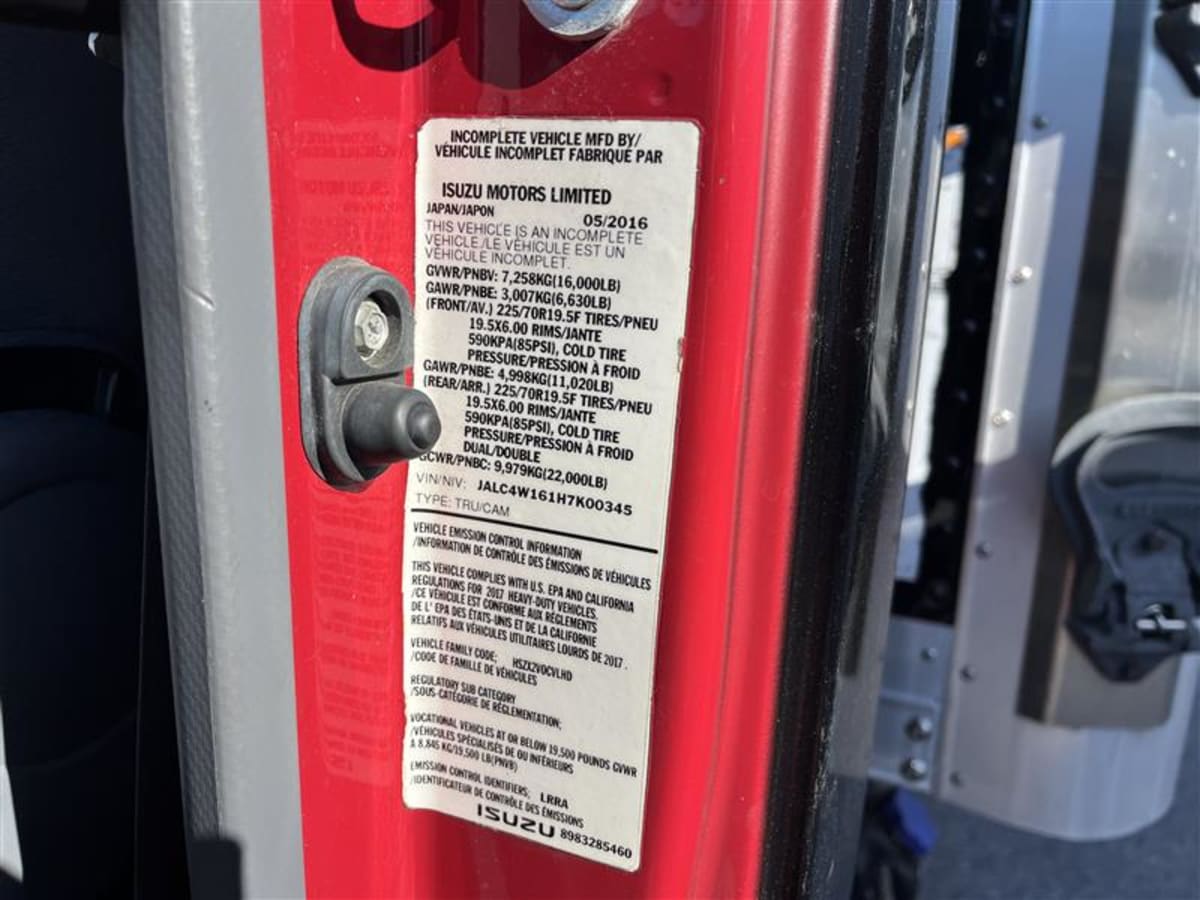 INCOMPLETE VEHICLE MFD BY/
VÉHICULE INCOMPLET FABRIQUÉ PAR
ISUZU MOTORS LIMITED
JAPAN/JAPON 05/2016
THIS VEHICLE IS AN INCOMPLETE
VEHICLE./LE VÉHICULE EST UN
VÉHICULE INCOMPLET.
GVWR/PNBV: 7,258KG(16,000LB)
GAWR/PNBE: 3,007KG(6,630LB)
(FRONT/AV.) 225/70R19.5F TIRES/PNEU
19.5X6.00 RIMS/JANTE
590KPA(85PSI), COLD TIRE
PRESSURE/PRESSION À FROID
GAWR/PNBE: 4,998KG(11,020LB)
(REAR/ARR.) 225/70R19.5F TIRES/PNEU
19.5X6.00 RIMS/JANTE
590KPA(85PSI), COLD TIRE
PRESSURE/PRESSION À FROID
DUAL/DOUBLE
GCWR/PNBC: 9,979KG(22,000LB)
VIN/NIV: JALC4W161H7K00345
TYPE: TRU/CAM
VEHICLE EMISSION CONTROL INFORMATION
/INFORMATION DE CONTRÔLE DES ÉMISSIONS DE VÉHICULES
THIS VEHICLE COMPLIES WITH U.S. EPA AND CALIFORNIA
REGULATIONS FOR 2017 HEAVY-DUTY VEHICLES.
/CE VÉHICULE EST CONFORME AUX RÈGLEMENTS
DE L' EPA DES ÉTATS-UNIS ET DE LA CALIFORNIE
RELATIFS AUX VÉHICULES UTILITAIRES LOURDS DE 2017.
VEHICLE FAMILY CODE; HSZX2VOCVLHD
/CODE DE FAMILLE DE VÉHICULES
REGULATORY SUB CATEGORY
/SOUS-CATÉGORIE DE RÈGLEMENTATION;
VOCATIONAL VEHICLES AT OR BELOW 19,500 POUNDS GVWR
/VÉHICULES SPÉCIALISÉS DE OU INFÉRIEURS
À 8,845 KG/19,500 LB(PNVB)
EMISSION CONTROL IDENTIFIERS; LRRA
/IDENTIFICATEUR DE CONTRÔLE DES ÉMISSIONS
ISUZU 8983285460